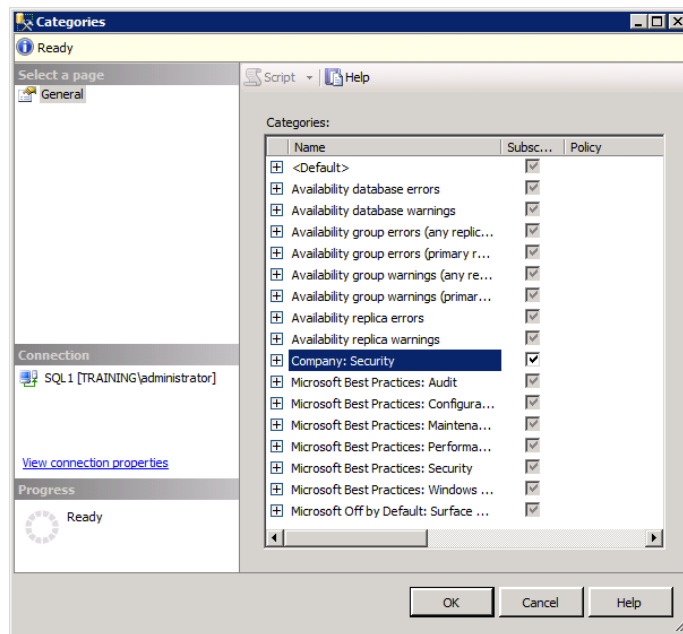 Categories
Ready
Select a page
General
Script
Help
Categories:
Name Subsc... Policy
<Default>
Availability database errors
Availability database warnings
Availability group errors (any replic...
Availability group errors (primary r...
Availability group warnings (any re...
Availability group warnings (primar...
Availability replica errors
Availability replica warnings
Company: Security
Microsoft Best Practices: Audit
Microsoft Best Practices: Configura...
Microsoft Best Practices: Maintena...
Microsoft Best Practices: Performa...
Microsoft Best Practices: Security
Microsoft Best Practices: Windows ...
Microsoft Off by Default: Surface ...
Connection
SQL1 [TRAINING\administrator]
View connection properties
Progress
Ready
OK Cancel Help